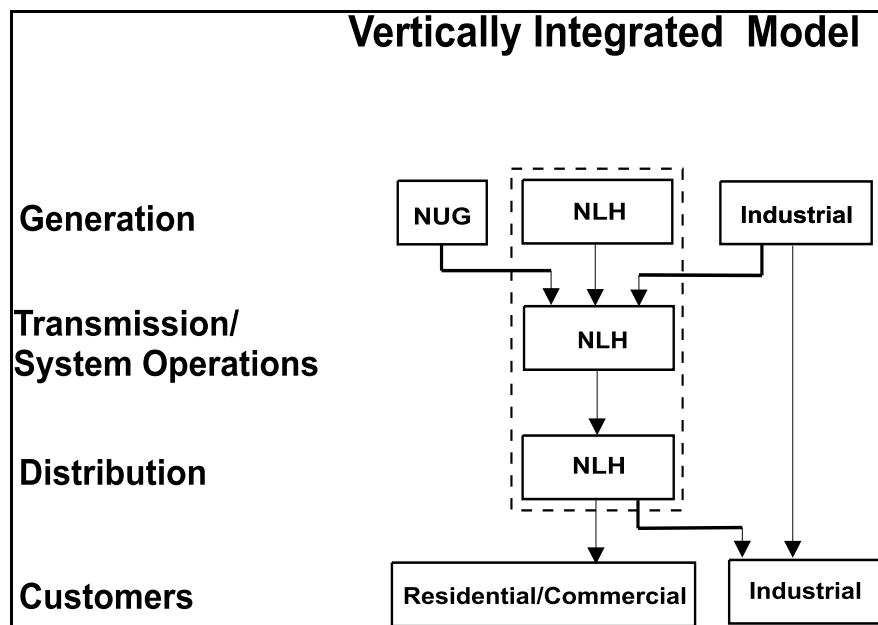 Vertically Integrated Model
Generation
NUG
NLH
Industrial
Transmission/
System Operations
NLH
Distribution
NLH
Customers
Residential/Commercial
Industrial